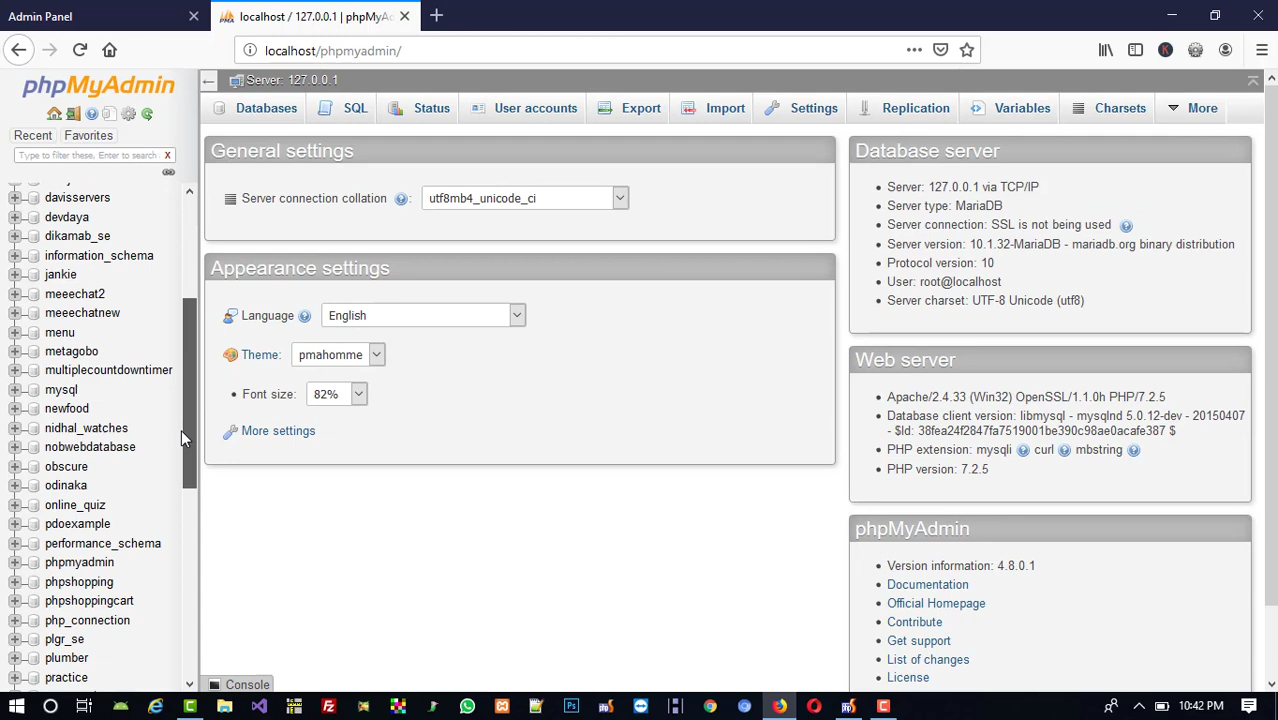 Admin Panel
localhost / 127.0.0.1 | phpMyAd
localhost/phpmyadmin/
phpMyAdmin
Recent
Favorites
Type to filter these, Enter to search
X
davisservers
devdaya
dikamab_se
information_schema
jankie
meeechat2
meeechatnew
menu
metagobo
multiplecountdowntimer
mysql
newfood
nidhal_watches
nobwebdatabase
obscure
odinaka
online_quiz
pdoexample
performance_schema
phpmyadmin
phpshopping
phpshoppingcart
php_connection
plgr_se
plumber
practice
Server: 127.0.0.1
Databases
SQL
Status
User accounts
Export
Import
Settings
Replication
Variables
Charsets
More
General settings
Server connection collation
:
utf8mb4_unicode_ci
Appearance settings
Language
English
Theme:
pmahomme
Font size:
82%
More settings
Database server
Server: 127.0.0.1 via TCP/IP
Server type: MariaDB
Server connection: SSL is not being used
Server version: 10.1.32-MariaDB - mariadb.org binary distribution
Protocol version: 10
User: root@localhost
Server charset: UTF-8 Unicode (utf8)
Web server
Apache/2.4.33 (Win32) OpenSSL/1.1.0h PHP/7.2.5
Database client version: libmysql - mysqlnd 5.0.12-dev - 20150407
- $Id: 38fea24f2847fa7519001be390c98ae0acafe387 $
PHP extension: mysqli curl mbstring
PHP version: 7.2.5
phpMyAdmin
Version information: 4.8.0.1
Documentation
Official Homepage
Contribute
Get support
List of changes
License
Console
10:42 PM